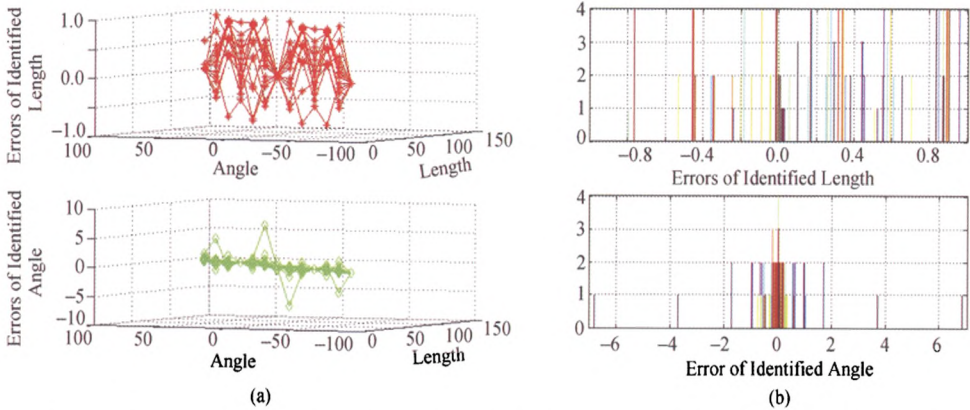 Errors of Identified Length
1.0
0.0
−1.0
100 50 0 −50 −100 0 50 100 150
Angle Length
Errors of Identified Angle
10
5
0
−5
−10
100 50 0 −50 −100 0 50 100 150
Angle Length
(a)
4
3
2
1
0
−0.8 −0.4 0.0 0.4 0.8
Errors of Identified Length
4
3
2
1
0
−6 −4 −2 0 2 4 6
Error of Identified Angle
(b)